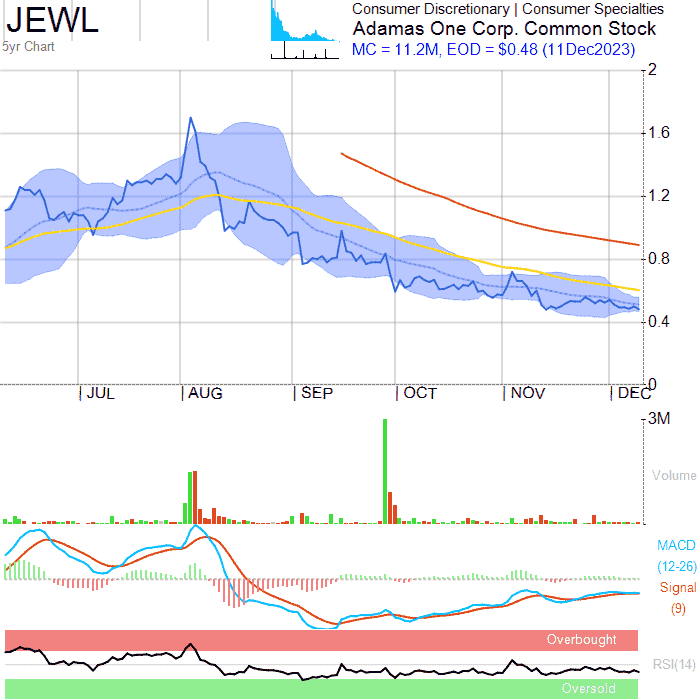 JEWL
5yr Chart
Consumer Discretionary | Consumer Specialties
Adamas One Corp. Common Stock
MC = 11.2M, EOD = $0.48 (11Dec2023)
2
1.6
1.2
0.8
0.4
0
JUL AUG SEP OCT NOV DEC
3M
Volume
MACD
(12-26)
Signal
(9)
Overbought
RSI(14)
Oversold